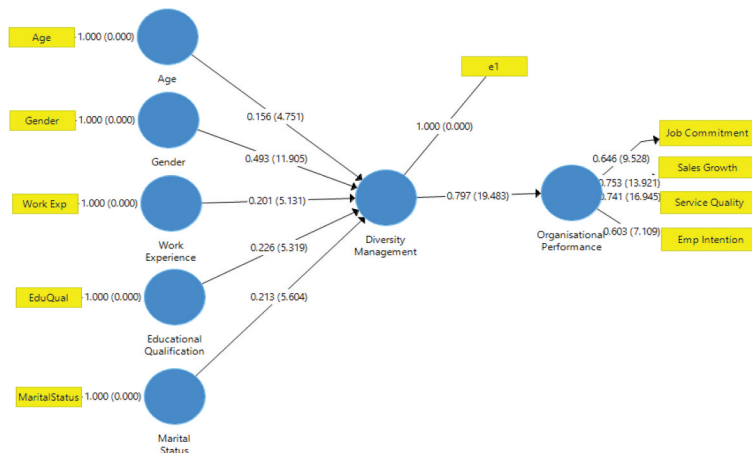 Age
1.000 (0.000)
Age
Gender
1.000 (0.000)
Gender
Work Exp
1.000 (0.000)
Work
Experience
EduQual
1.000 (0.000)
Educational
Qualification
MaritalStatus
1.000 (0.000)
Marital
Status
0.156 (4.751)
0.493 (11.905)
0.201 (5.131)
0.226 (5.319)
0.213 (5.604)
e1
1.000 (0.000)
Diversity
Management
0.797 (19.483)
Organisational
Performance
0.646 (9.528)
0.753 (13.921)
0.741 (16.945)
0.603 (7.109)
Job Commitment
Sales Growth
Service Quality
Emp Intention